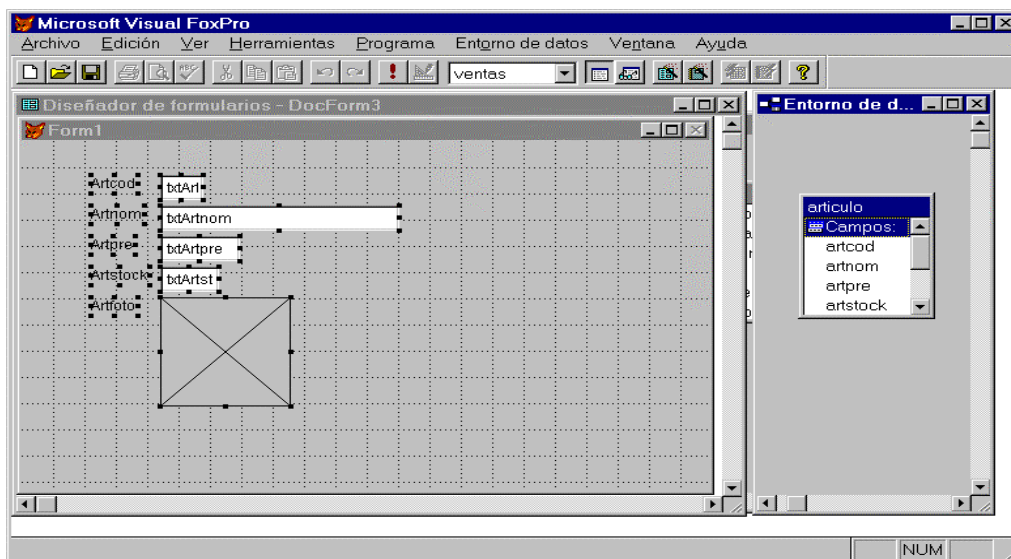 Microsoft Visual FoxPro
Archivo Edición Ver Herramientas Programa Entorno de datos Ventana Ayuda
ventas
Diseñador de formularios - DocForm3
Entorno de d...
Form1
Artcod txtArt
Artnom txtArtnom
Artpre txtArtpre
Artstock txtArtst
Artfoto
articulo
Campos:
artcod
artnom
artpre
artstock
NUM